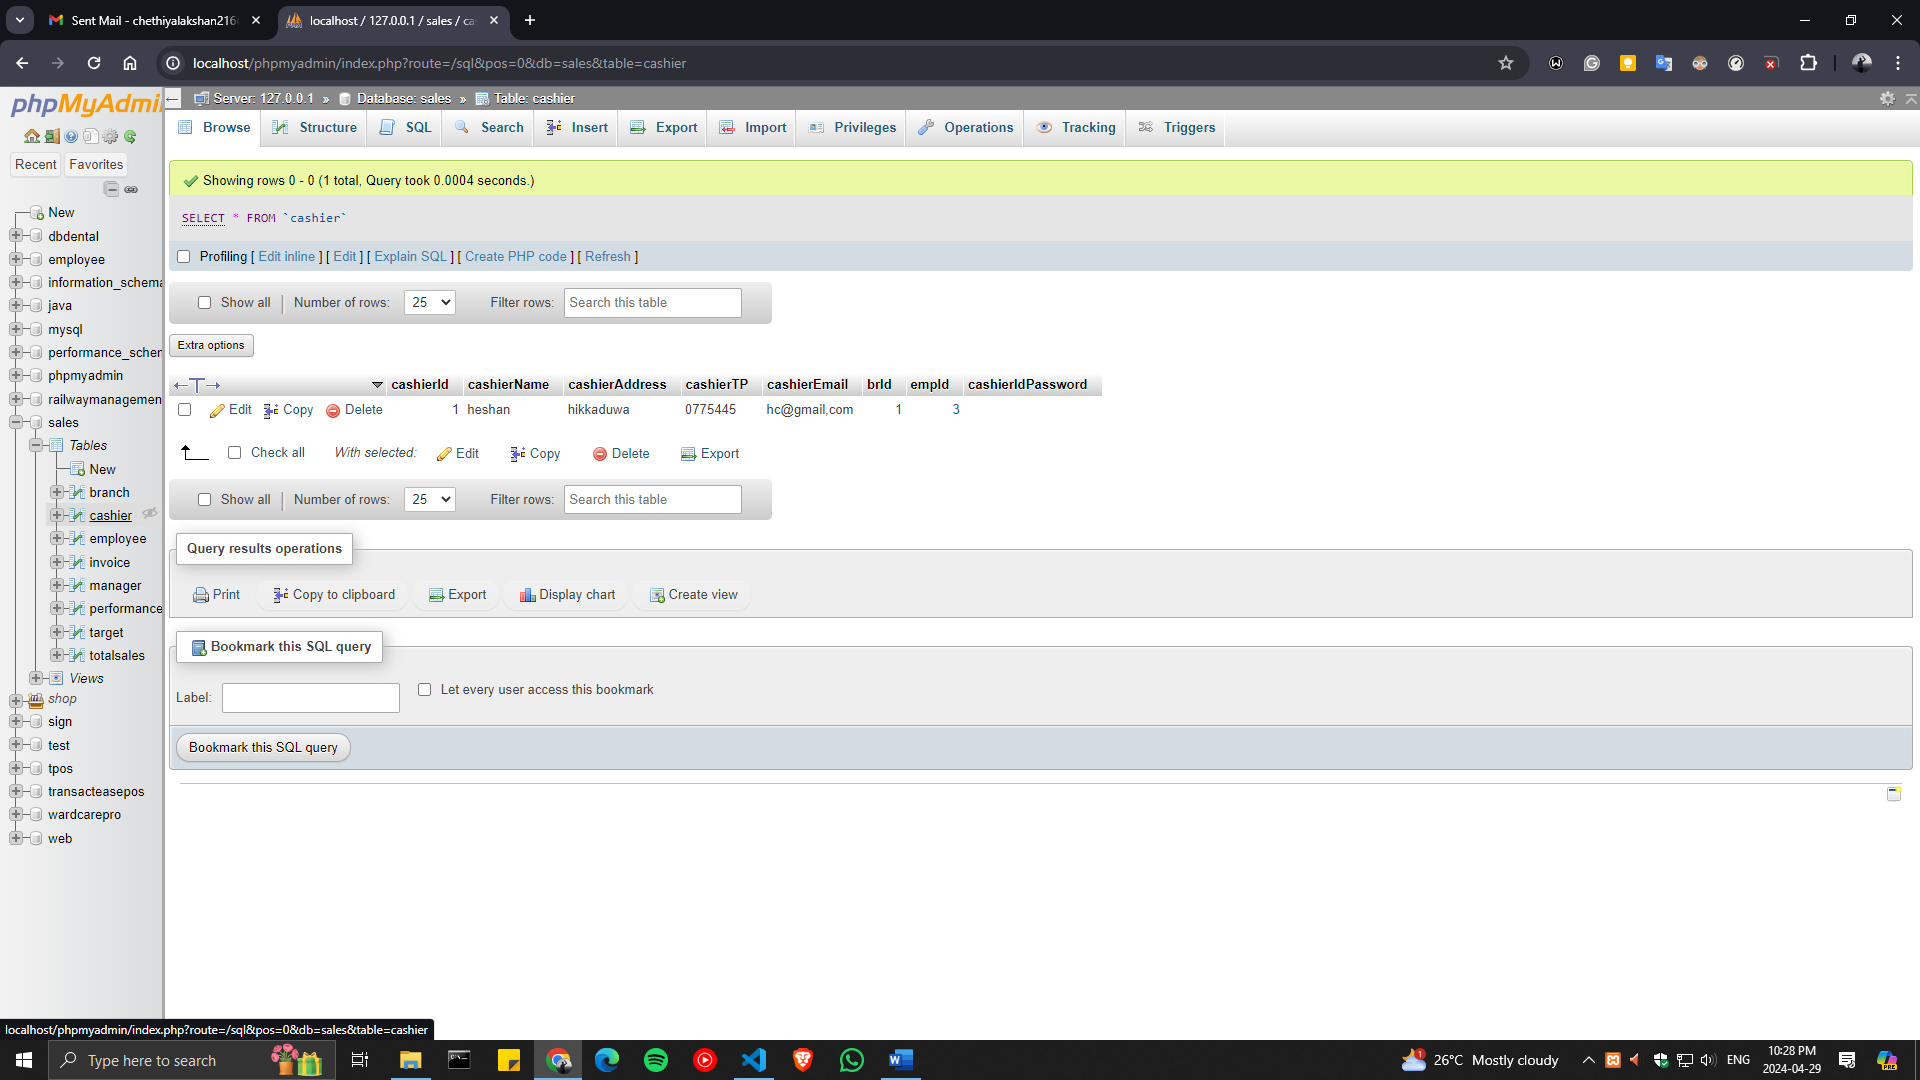 Sent Mail - chethiyalakshan216
localhost / 127.0.0.1 / sales / ca
localhost/phpmyadmin/index.php?route=/sql&pos=0&db=sales&table=cashier
phpMyAdmi
Recent
Favorites
New
dbdental
employee
information_schema
java
mysql
performance_schem
phpmyadmin
railwaymanagemen
sales
Tables
New
branch
cashier
employee
invoice
manager
performance
target
totalsales
Views
shop
sign
test
tpos
transacteasepos
wardcarepro
web
Server: 127.0.0.1 » Database: sales » Table: cashier
Browse Structure SQL Search Insert Export Import Privileges Operations Tracking Triggers
Showing rows 0 - 0 (1 total, Query took 0.0004 seconds.)
SELECT * FROM `cashier`
Profiling [ Edit inline ] [ Edit ] [ Explain SQL ] [ Create PHP code ] [ Refresh ]
Show all | Number of rows: 25 Filter rows: Search this table
Extra options
cashierId cashierName cashierAddress cashierTP cashierEmail brId empId cashierIdPassword
Edit Copy Delete 1 heshan hikkaduwa 0775445 hc@gmail,com 1 3
Check all With selected: Edit Copy Delete Export
Show all | Number of rows: 25 Filter rows: Search this table
Query results operations
Print Copy to clipboard Export Display chart Create view
Bookmark this SQL query
Label: Let every user access this bookmark
Bookmark this SQL query
localhost/phpmyadmin/index.php?route=/sql&pos=0&db=sales&table=cashier
Type here to search
26°C Mostly cloudy
ENG
10:28 PM
2024-04-29